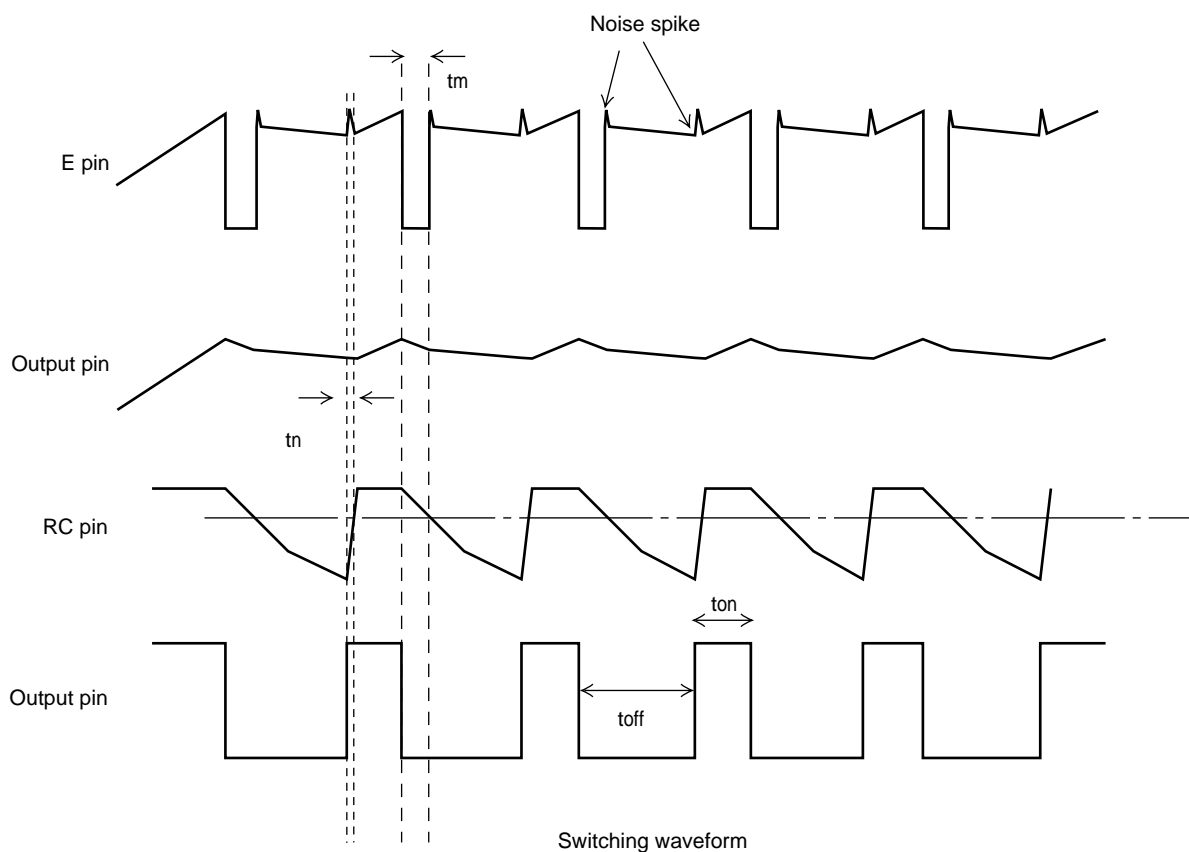 Noise spike
tm
E pin
Output pin
tn
RC pin
ton
Output pin
toff
Switching waveform